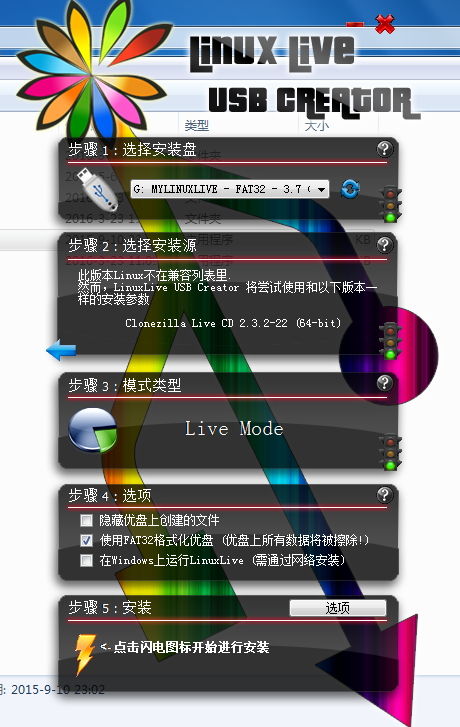 LINUX LIVE
USB CREATOR
类型
大小
步骤 1：选择安装盘
文件夹
G: MYLINUXLIVE - FAT32 - 3.7 (
文件夹
步骤 2：选择安装源
KB
此版本Linux不在兼容列表里.
然而，LinuxLive USB Creator 将尝试使用和以下版本一
样的安装参数
Clonezilla Live CD 2.3.2-22 (64-bit)
步骤 3：模式类型
Live Mode
步骤 4：选项
隐藏优盘上创建的文件
使用FAT32格式化优盘 (优盘上所有数据将被擦除!)
在Windows上运行LinuxLive (需通过网络安装)
步骤 5：安装
选项
<-点击闪电图标开始进行安装
2015-9-10 23:02